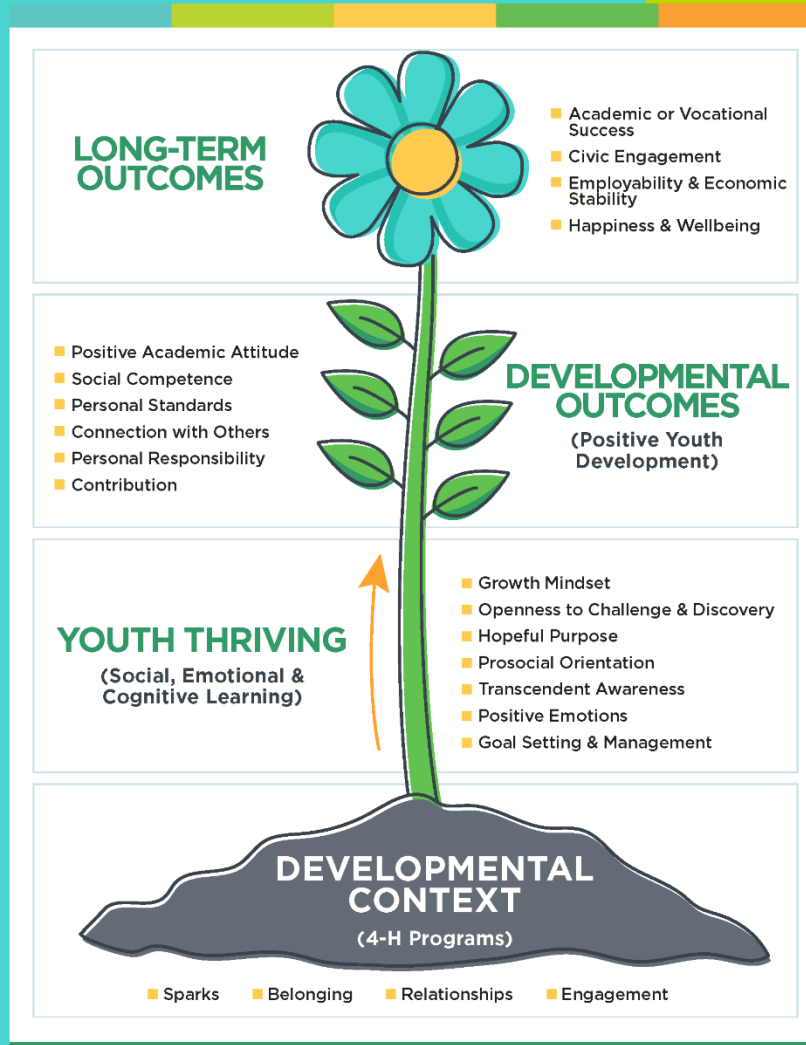 LONG-TERM
OUTCOMES
Academic or Vocational
Success
Civic Engagement
Employability & Economic
Stability
Happiness & Wellbeing
Positive Academic Attitude
Social Competence
Personal Standards
Connection with Others
Personal Responsibility
Contribution
DEVELOPMENTAL
OUTCOMES
(Positive Youth
Development)
YOUTH THRIVING
(Social, Emotional &
Cognitive Learning)
Growth Mindset
Openness to Challenge & Discovery
Hopeful Purpose
Prosocial Orientation
Transcendent Awareness
Positive Emotions
Goal Setting & Management
DEVELOPMENTAL
CONTEXT
(4-H Programs)
Sparks
Belonging
Relationships
Engagement